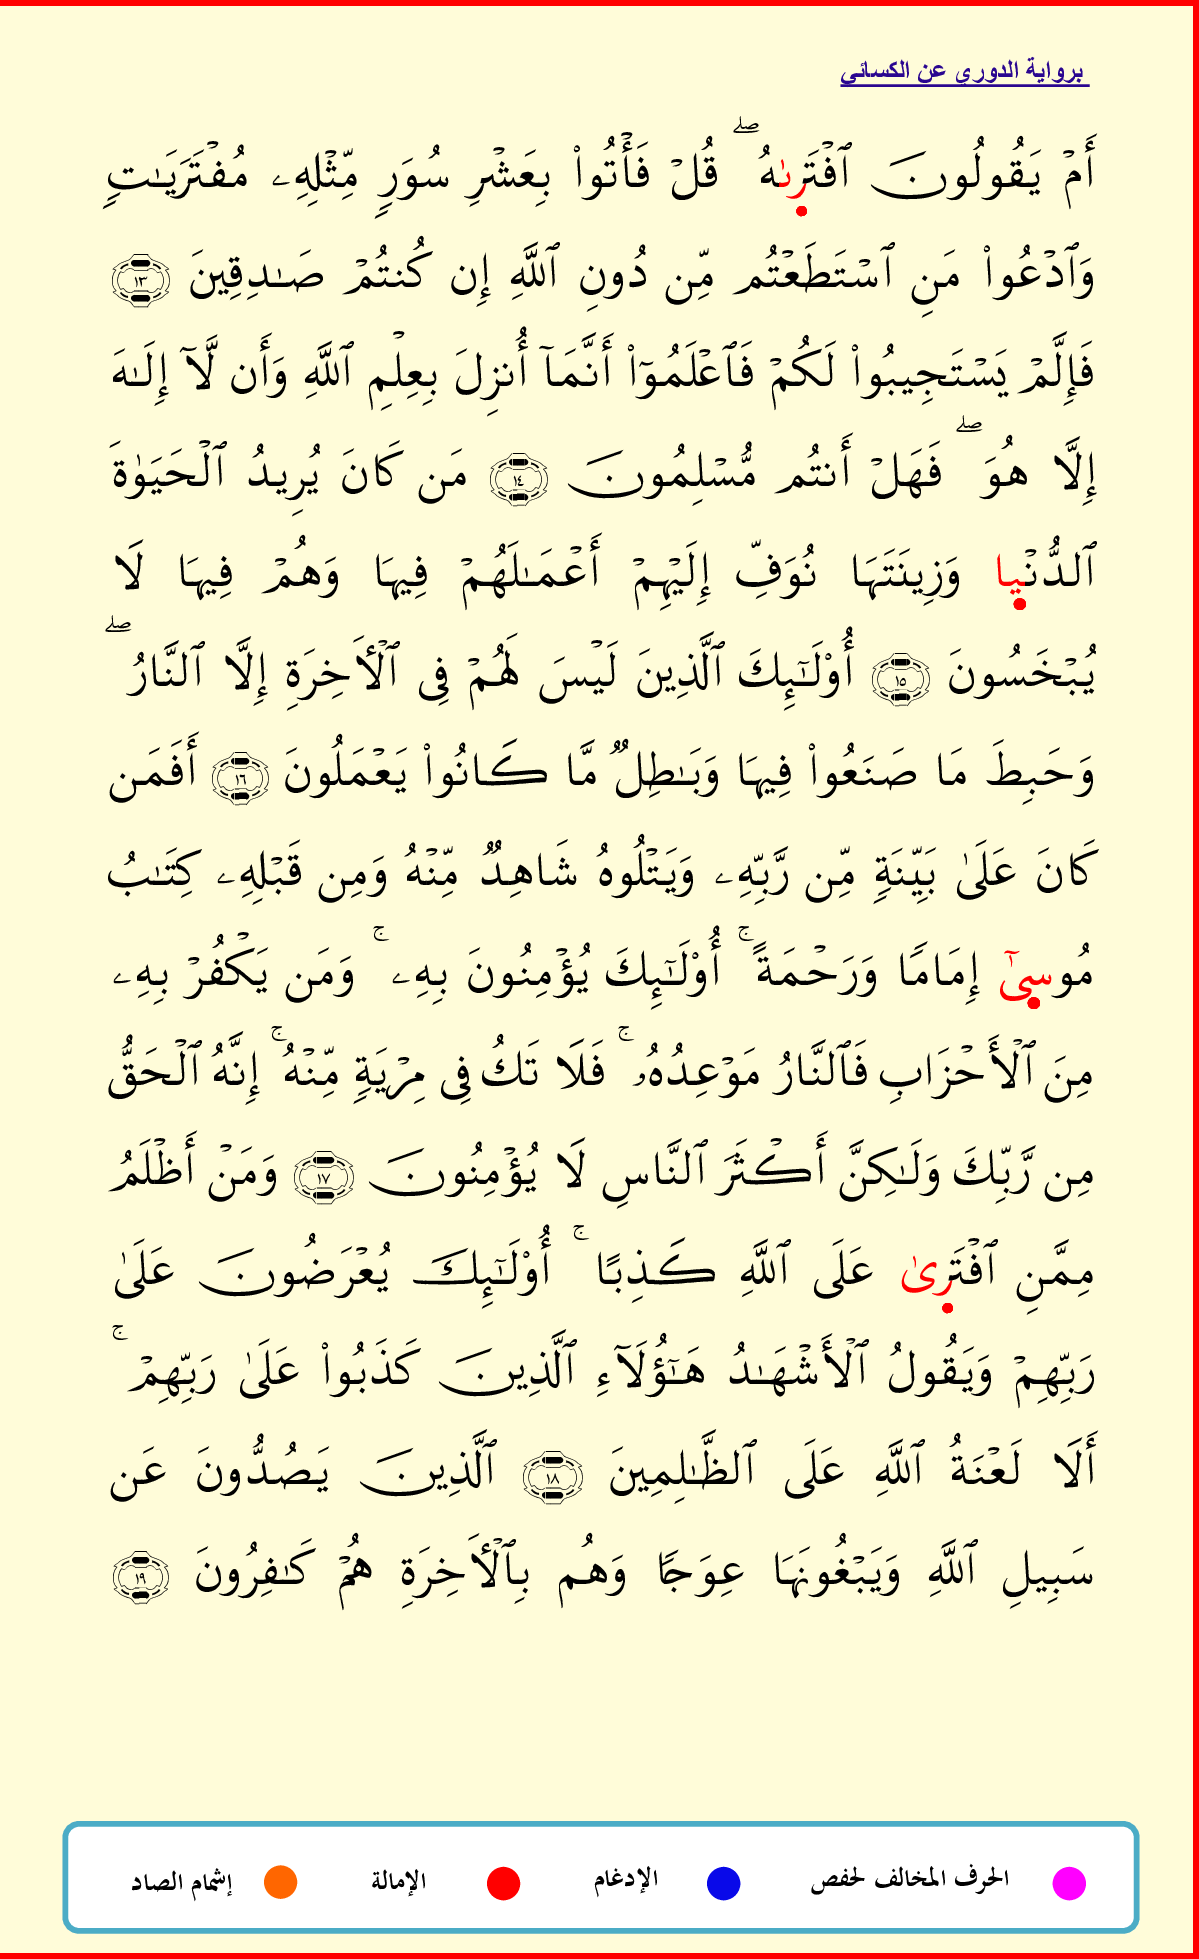 برواية الدوري عن الكسائي
أَمۡ يَقُولُونَ ٱفۡتَرىٰهُۖ قُلۡ فَأۡتُواْ بِعَشۡرِ سُوَرٖ مِّثۡلِهِۦ مُفۡتَرَيَٰتٖ
وَٱدۡعُواْ مَنِ ٱسۡتَطَعۡتُم مِّن دُونِ ٱللَّهِ إِن كُنتُمۡ صَٰدِقِينَ ١٣
فَإِلَّمۡ يَسۡتَجِيبُواْ لَكُمۡ فَٱعۡلَمُوٓاْ أَنَّمَآ أُنزِلَ بِعِلۡمِ ٱللَّهِ وَأَن لَّآ إِلَٰهَ
إِلَّا هُوَۖ فَهَلۡ أَنتُم مُّسۡلِمُونَ ١٤ مَن كَانَ يُرِيدُ ٱلۡحَيَوٰةَ
ٱلدُّنۡيا وَزِينَتَهَا نُوَفِّ إِلَيۡهِمۡ أَعۡمَٰلَهُمۡ فِيهَا وَهُمۡ فِيهَا لَا
يُبۡخَسُونَ ١٥ أُوْلَٰٓئِكَ ٱلَّذِينَ لَيۡسَ لَهُمۡ فِي ٱلۡأٓخِرَةِ إِلَّا ٱلنَّارُۖ
وَحَبِطَ مَا صَنَعُواْ فِيهَا وَبَٰطِلٞ مَّا كَانُواْ يَعۡمَلُونَ ١٦ أَفَمَن
كَانَ عَلَىٰ بَيِّنَةٖ مِّن رَّبِّهِۦ وَيَتۡلُوهُ شَاهِدٞ مِّنۡهُ وَمِن قَبۡلِهِۦ كِتَٰبُ
مُوسىٰٓ إِمَامٗا وَرَحۡمَةًۚ أُوْلَٰٓئِكَ يُؤۡمِنُونَ بِهِۦۚ وَمَن يَكۡفُرۡ بِهِۦ
مِنَ ٱلۡأَحۡزَابِ فَٱلنَّارُ مَوۡعِدُهُۥۚ فَلَا تَكُ فِي مِرۡيَةٖ مِّنۡهُۚ إِنَّهُ ٱلۡحَقُّ
مِن رَّبِّكَ وَلَٰكِنَّ أَكۡثَرَ ٱلنَّاسِ لَا يُؤۡمِنُونَ ١٧ وَمَنۡ أَظۡلَمُ
مِمَّنِ ٱفۡتَرىٰ عَلَى ٱللَّهِ كَذِبًاۚ أُوْلَٰٓئِكَ يُعۡرَضُونَ عَلَىٰ
رَبِّهِمۡ وَيَقُولُ ٱلۡأَشۡهَٰدُ هَٰٓؤُلَآءِ ٱلَّذِينَ كَذَبُواْ عَلَىٰ رَبِّهِمۡۚ
أَلَا لَعۡنَةُ ٱللَّهِ عَلَى ٱلظَّٰلِمِينَ ١٨ ٱلَّذِينَ يَصُدُّونَ عَن
سَبِيلِ ٱللَّهِ وَيَبۡغُونَهَا عِوَجٗا وَهُم بِٱلۡأٓخِرَةِ هُمۡ كَٰفِرُونَ ١٩
الحرف المخالف لحفص الإدغام الإمالة إشمام الصاد